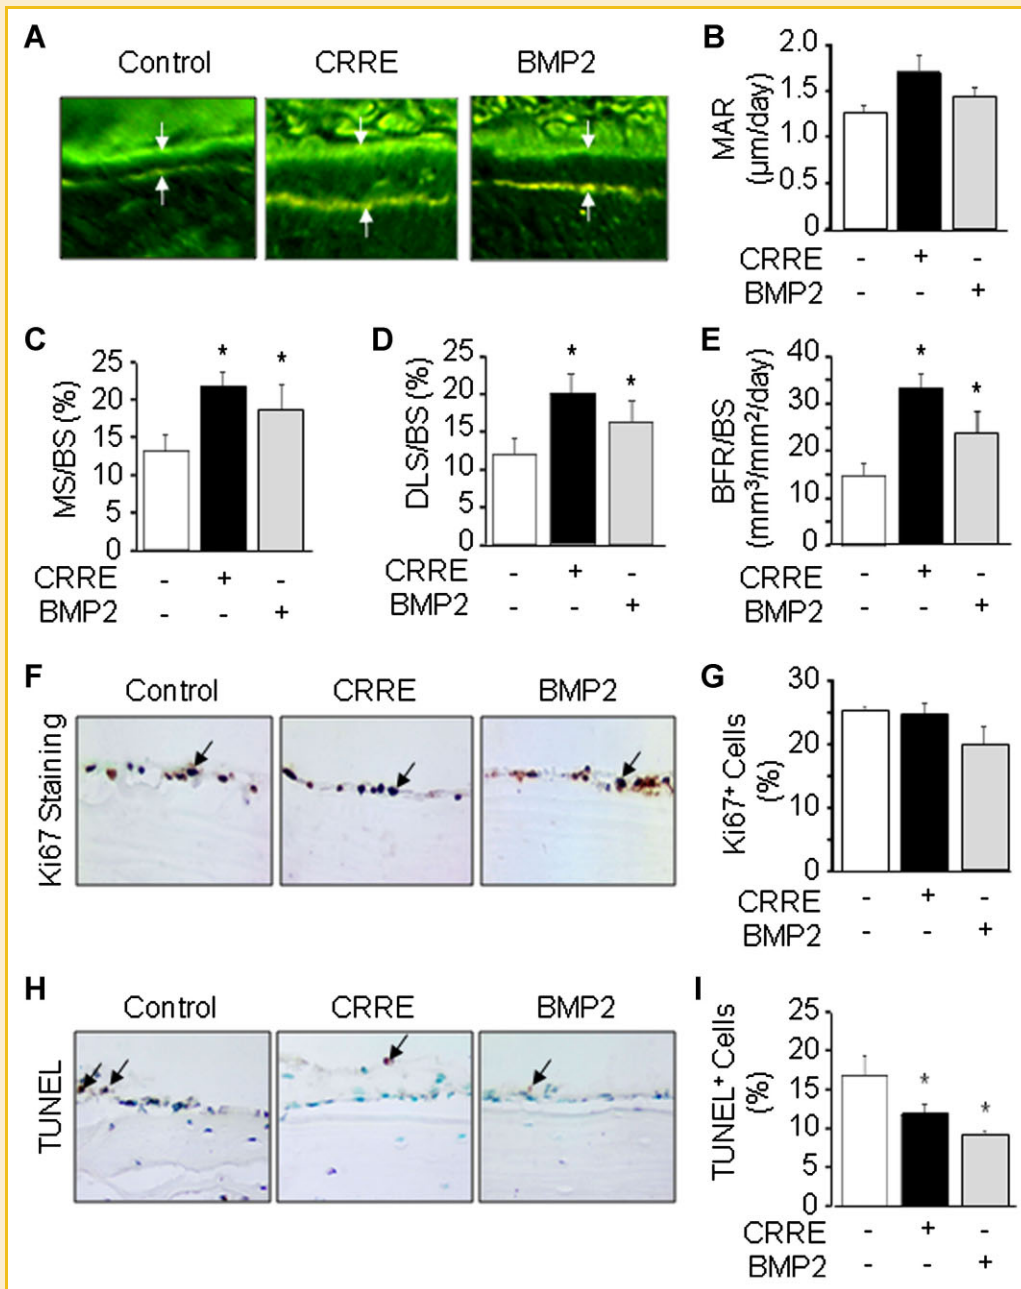 A
Control
CRRE
BMP2
B
MAR
(µm/day)
2.0
1.5
1.0
0.5
0
CRRE - + -
BMP2 - - +
C
MS/BS (%)
25
20
15
10
5
0
* *
CRRE - + -
BMP2 - - +
D
DLS/BS (%)
25
20
15
10
5
0
* *
CRRE - + -
BMP2 - - +
E
BFR/BS
(mm³/mm²/day)
40
30
20
10
0
* *
CRRE - + -
BMP2 - - +
F
Control
CRRE
BMP2
Ki67 Staining
G
Ki67⁺ Cells
(%)
30
20
10
0
CRRE - + -
BMP2 - - +
H
Control
CRRE
BMP2
TUNEL
I
TUNEL⁺ Cells
(%)
25
20
15
10
5
0
* *
CRRE - + -
BMP2 - - +